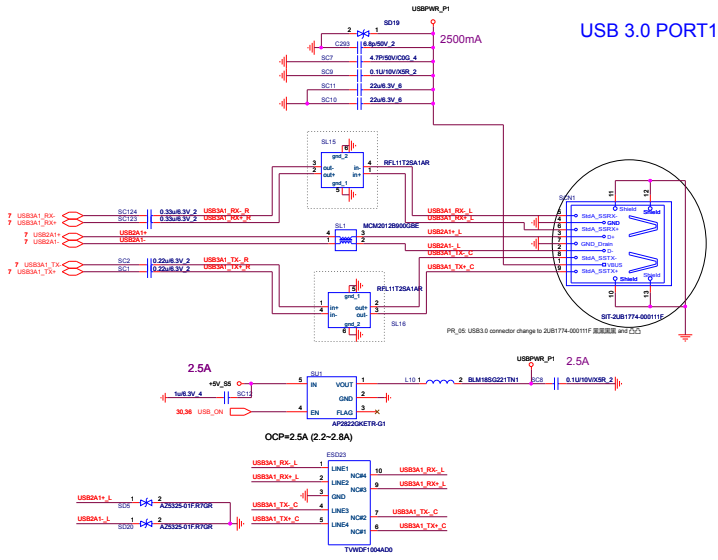 USBPWR_P1
USB 3.0 PORT1
SD19
2 1
2500mA
C293 6.8p/50V_2
SC7 4.7P/50V/C0G_4
SC9 0.1U/10V/X5R_2
SC11 22u/6.3V_6
SC10 22u/6.3V_6
SL15
6
gnd_2
3 out- in- 4
2 out+ in+ 1
RFL11T2SA1AR
gnd_1
5
SCN1
11 12
Shield Shield
7 USB3A1_RX- SC124 0.33u/6.3V_2 USB3A1_RX-_R USB3A1_RX-_L 5 StdA_SSRX-
7 USB3A1_RX+ SC123 0.33u/6.3V_2 USB3A1_RX+_R USB3A1_RX+_L 4 GND
6 StdA_SSRX+
7 USB2A1+ USB2A1+ SL1 MCM2012B900GBE USB2A1+_L 3 D+
4 3
7 USB2A1- USB2A1- 1 2 USB2A1-_L 7 GND_Drain
2 D-
7 USB3A1_TX- SC2 0.22u/6.3V_2 USB3A1_TX-_R USB3A1_TX-_C 8 StdA_SSTX-
1 VBUS
7 USB3A1_TX+ SC1 0.22u/6.3V_2 USB3A1_TX+_R USB3A1_TX+_C 9 StdA_SSTX+
Shield Shield
10 13
5 RFL11T2SA1AR
gnd_1
1 in+ out+ 2
4 in- out- 3
gnd_2
6
SL16
SIT-2UB1774-000111F
PR_05: USB3.0 connector change to 2UB1774-000111F and
USBPWR_P1
2.5A
2.5A
SU1
+5V_S5 5 IN VOUT 1 L10 1 2 BLM18SG221TN1 SC8 0.1U/10V/X5R_2
1u/6.3V_4 SC12
GND 2
30,36 USB_ON 4 EN FLAG 3
AP2822GKETR-G1
OCP=2.5A (2.2~2.8A)
ESD23
USB3A1_RX-_L 1 LINE1 NC#4 10 USB3A1_RX-_L
USB3A1_RX+_L 2 LINE2 NC#3 9 USB3A1_RX+_L
3 GND
USB3A1_TX-_C 4 LINE3 NC#2 7 USB3A1_TX-_C
USB3A1_TX+_C 5 LINE4 NC#1 6 USB3A1_TX+_C
TVWDF1004AD0
USB2A1+_L 1 2
SD5 AZ5325-01F.R7GR
USB2A1-_L 1 2
SD20 AZ5325-01F.R7GR